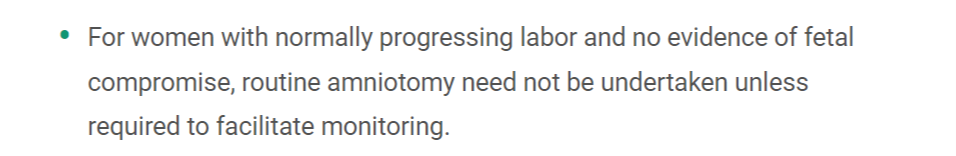 • For women with normally progressing labor and no evidence of fetal
compromise, routine amniotomy need not be undertaken unless
required to facilitate monitoring.